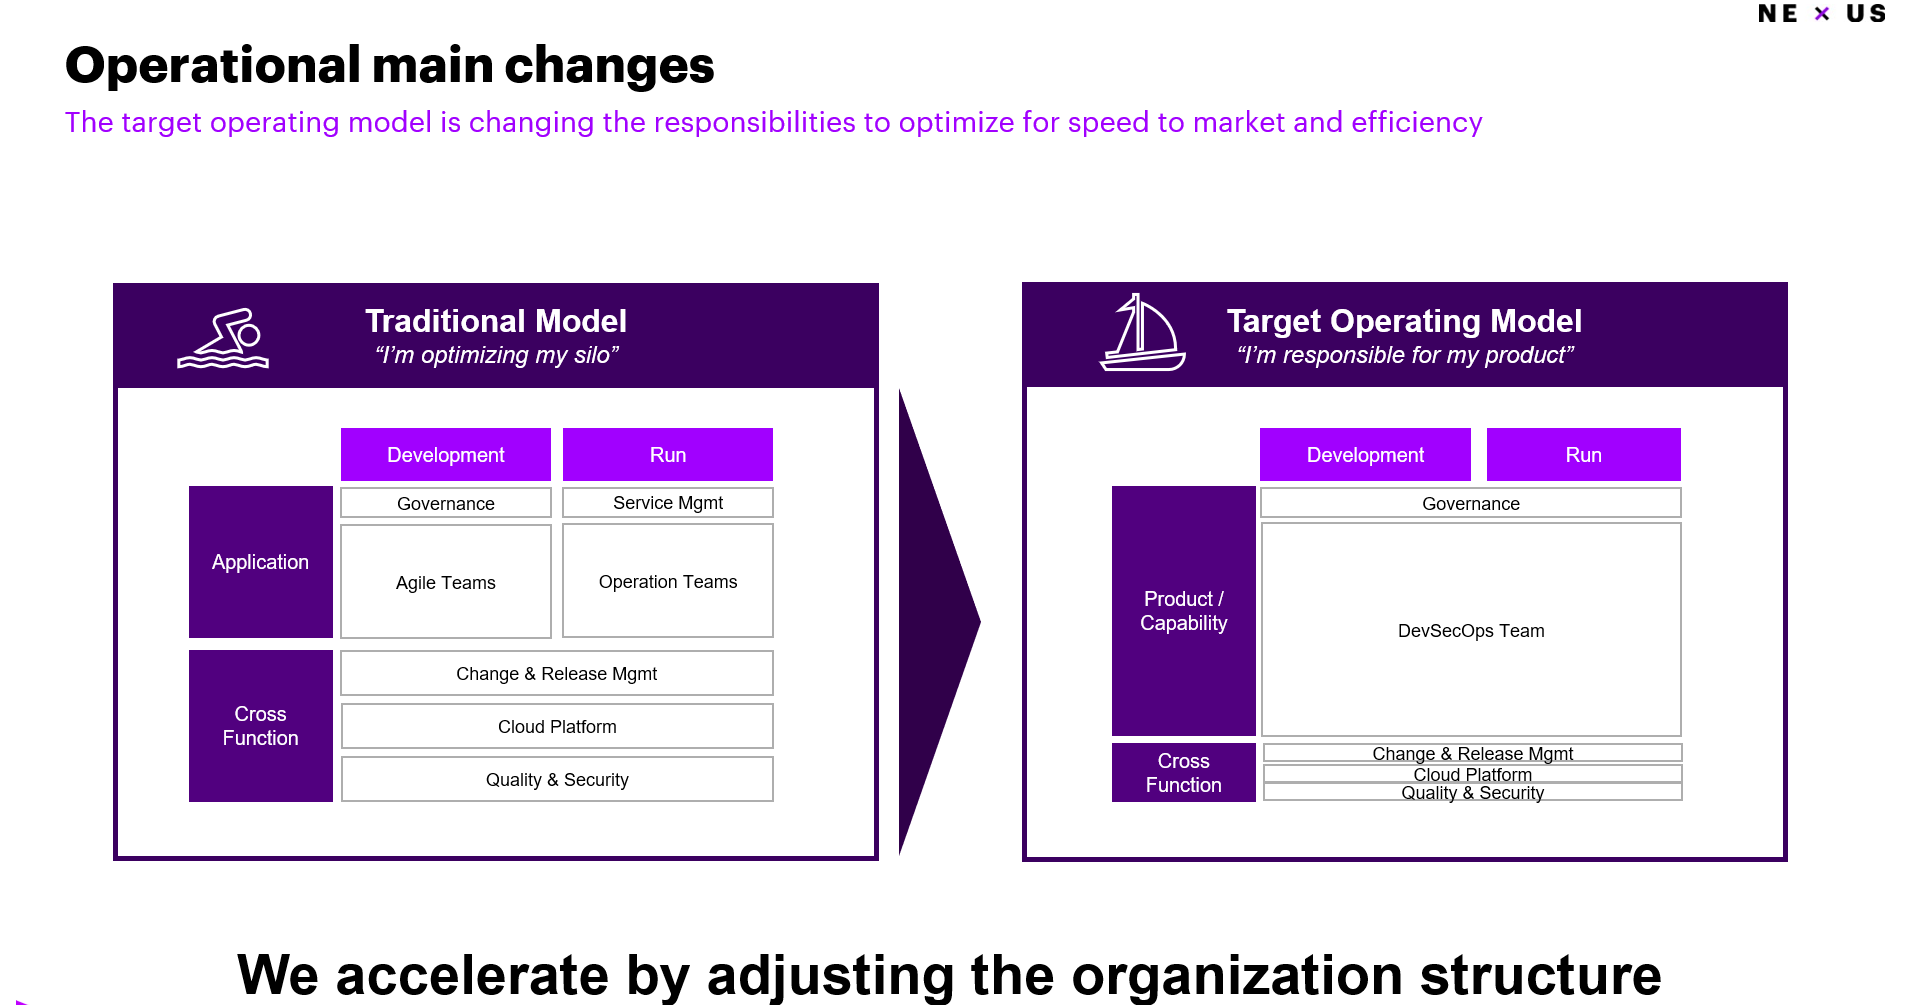 NE × US
Operational main changes
The target operating model is changing the responsibilities to optimize for speed to market and efficiency
Traditional Model
“I’m optimizing my silo”
Development
Run
Application
Governance
Service Mgmt
Agile Teams
Operation Teams
Cross
Function
Change & Release Mgmt
Cloud Platform
Quality & Security
Target Operating Model
“I’m responsible for my product”
Development
Run
Product /
Capability
Governance
DevSecOps Team
Cross
Function
Change & Release Mgmt
Cloud Platform
Quality & Security
We accelerate by adjusting the organization structure